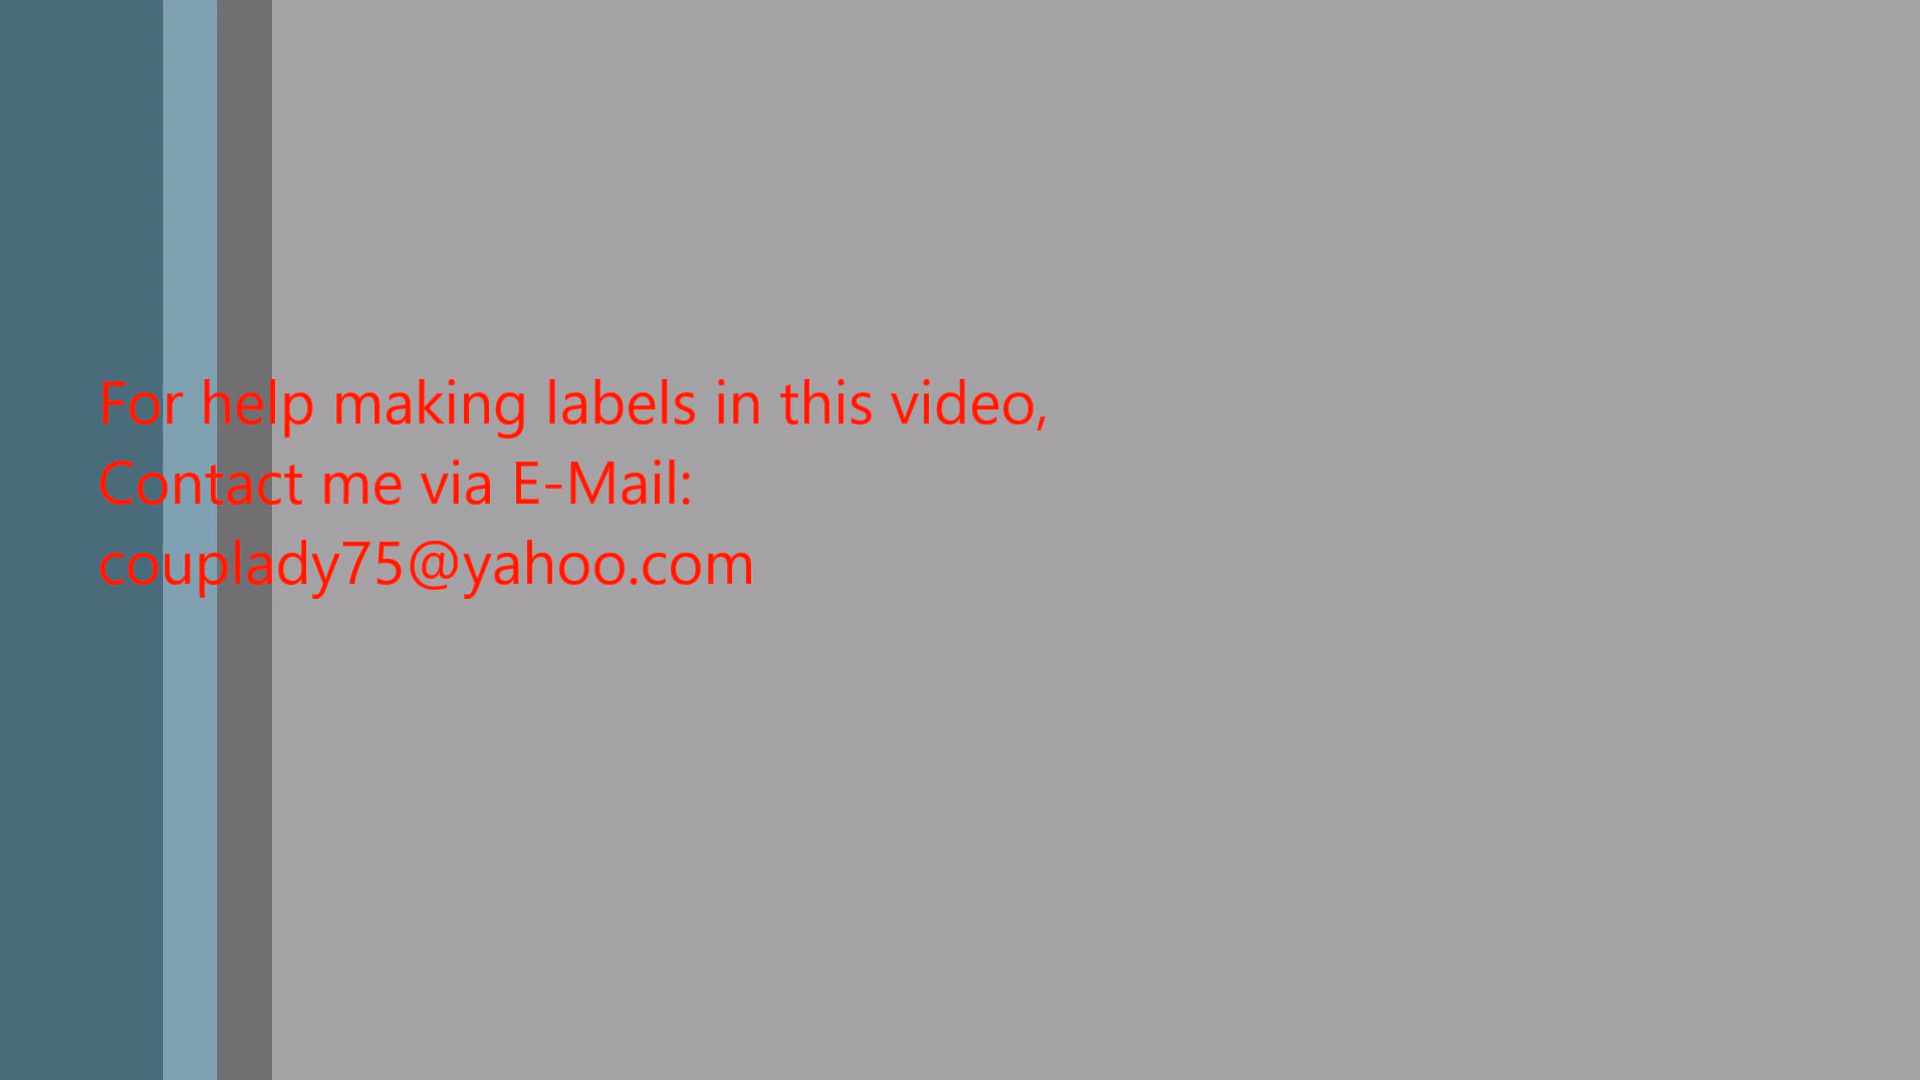 For help making labels in this video,
Contact me via E-Mail:
couplady75@yahoo.com